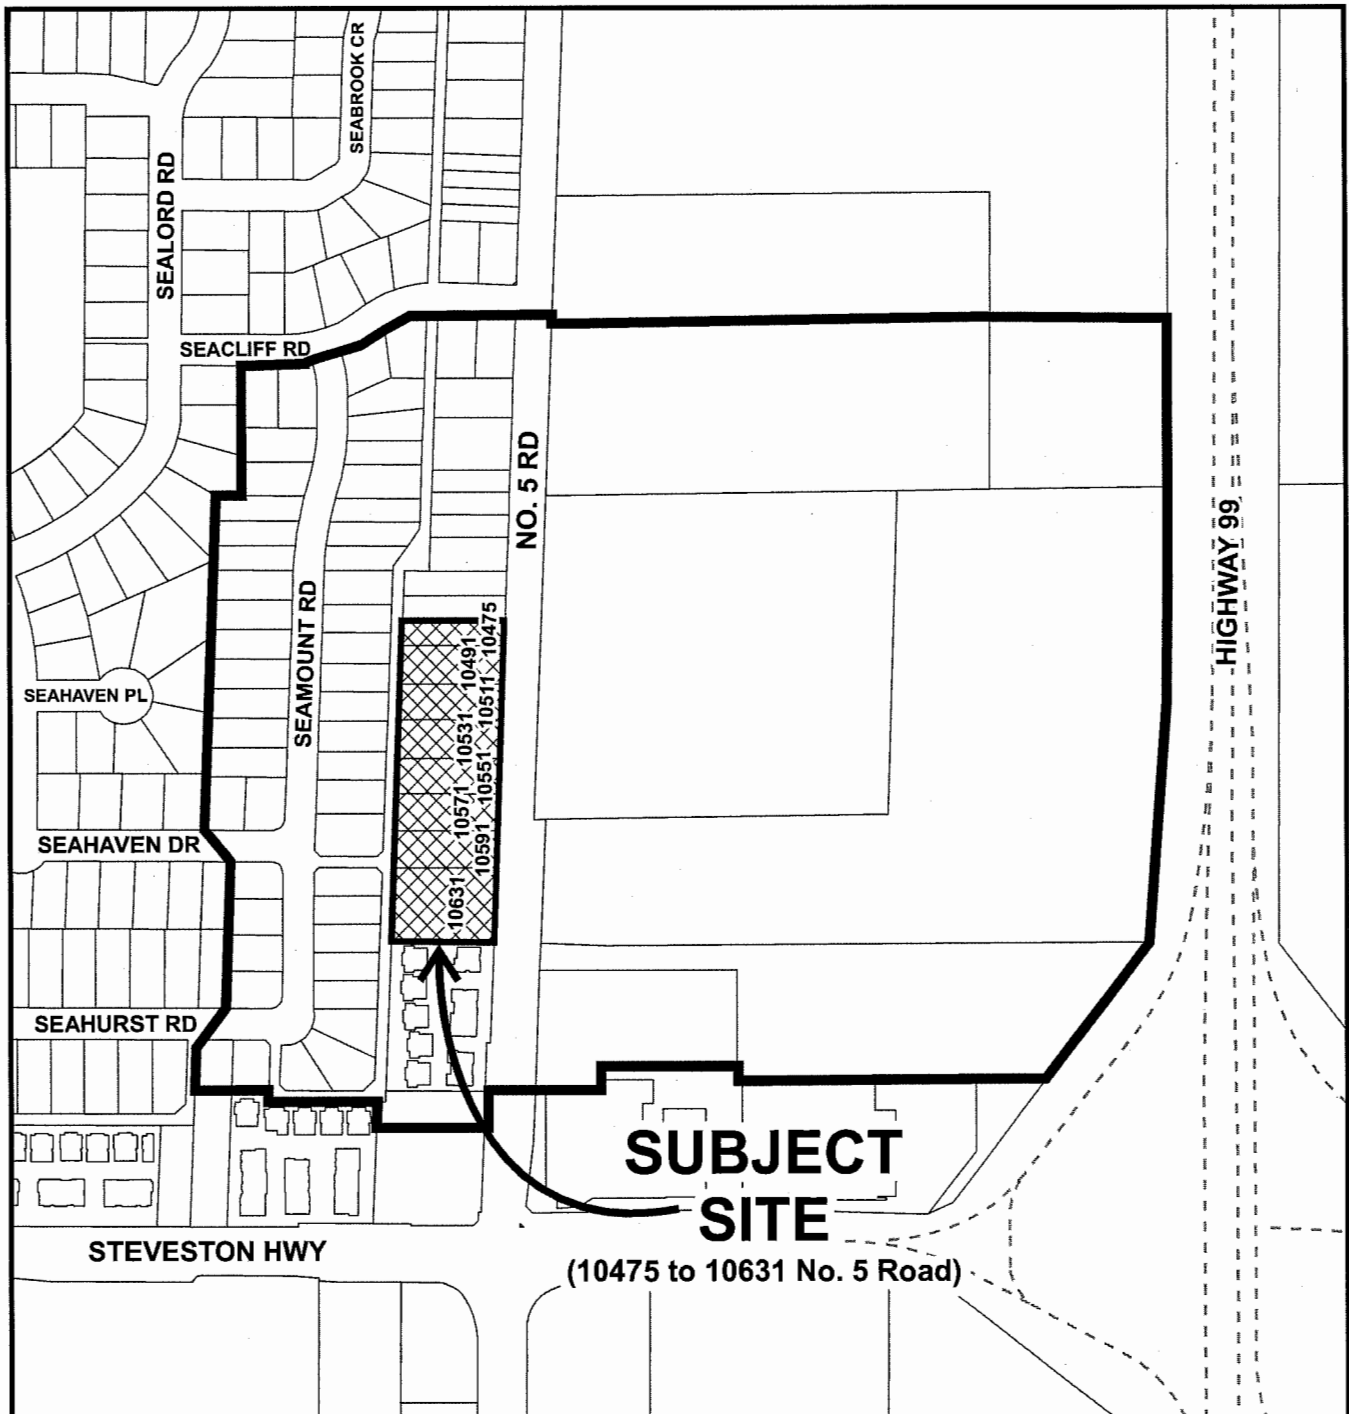 SEABROOK CR
SEALORD RD
SEACLIFF RD
NO. 5 RD
HIGHWAY 99
SEAMOUNT RD
10475
10491
10511
10531
10551
10571
10591
10631
SEAHAVEN PL
SEAHAVEN DR
SEAHURST RD
SUBJECT
SITE
(10475 to 10631 No. 5 Road)
STEVESTON HWY